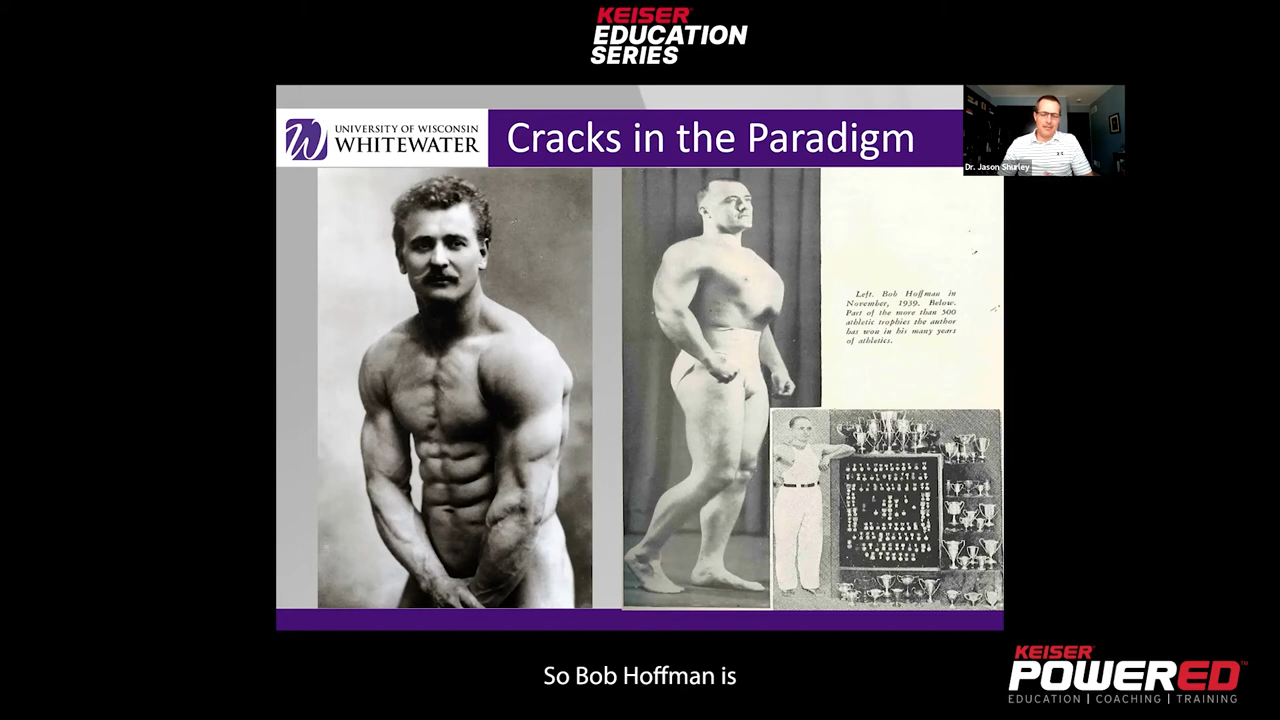 KEISER
EDUCATION
SERIES
UNIVERSITY OF WISCONSIN
WHITEWATER
Cracks in the Paradigm
Dr. Jason Shurley
Left. Bob Hoffman in
November, 1939. Below.
Part of the more than 500
athletic trophies the author
has won in his many years
of athletics.
So Bob Hoffman is
KEISER
POWERED™
EDUCATION | COACHING | TRAINING